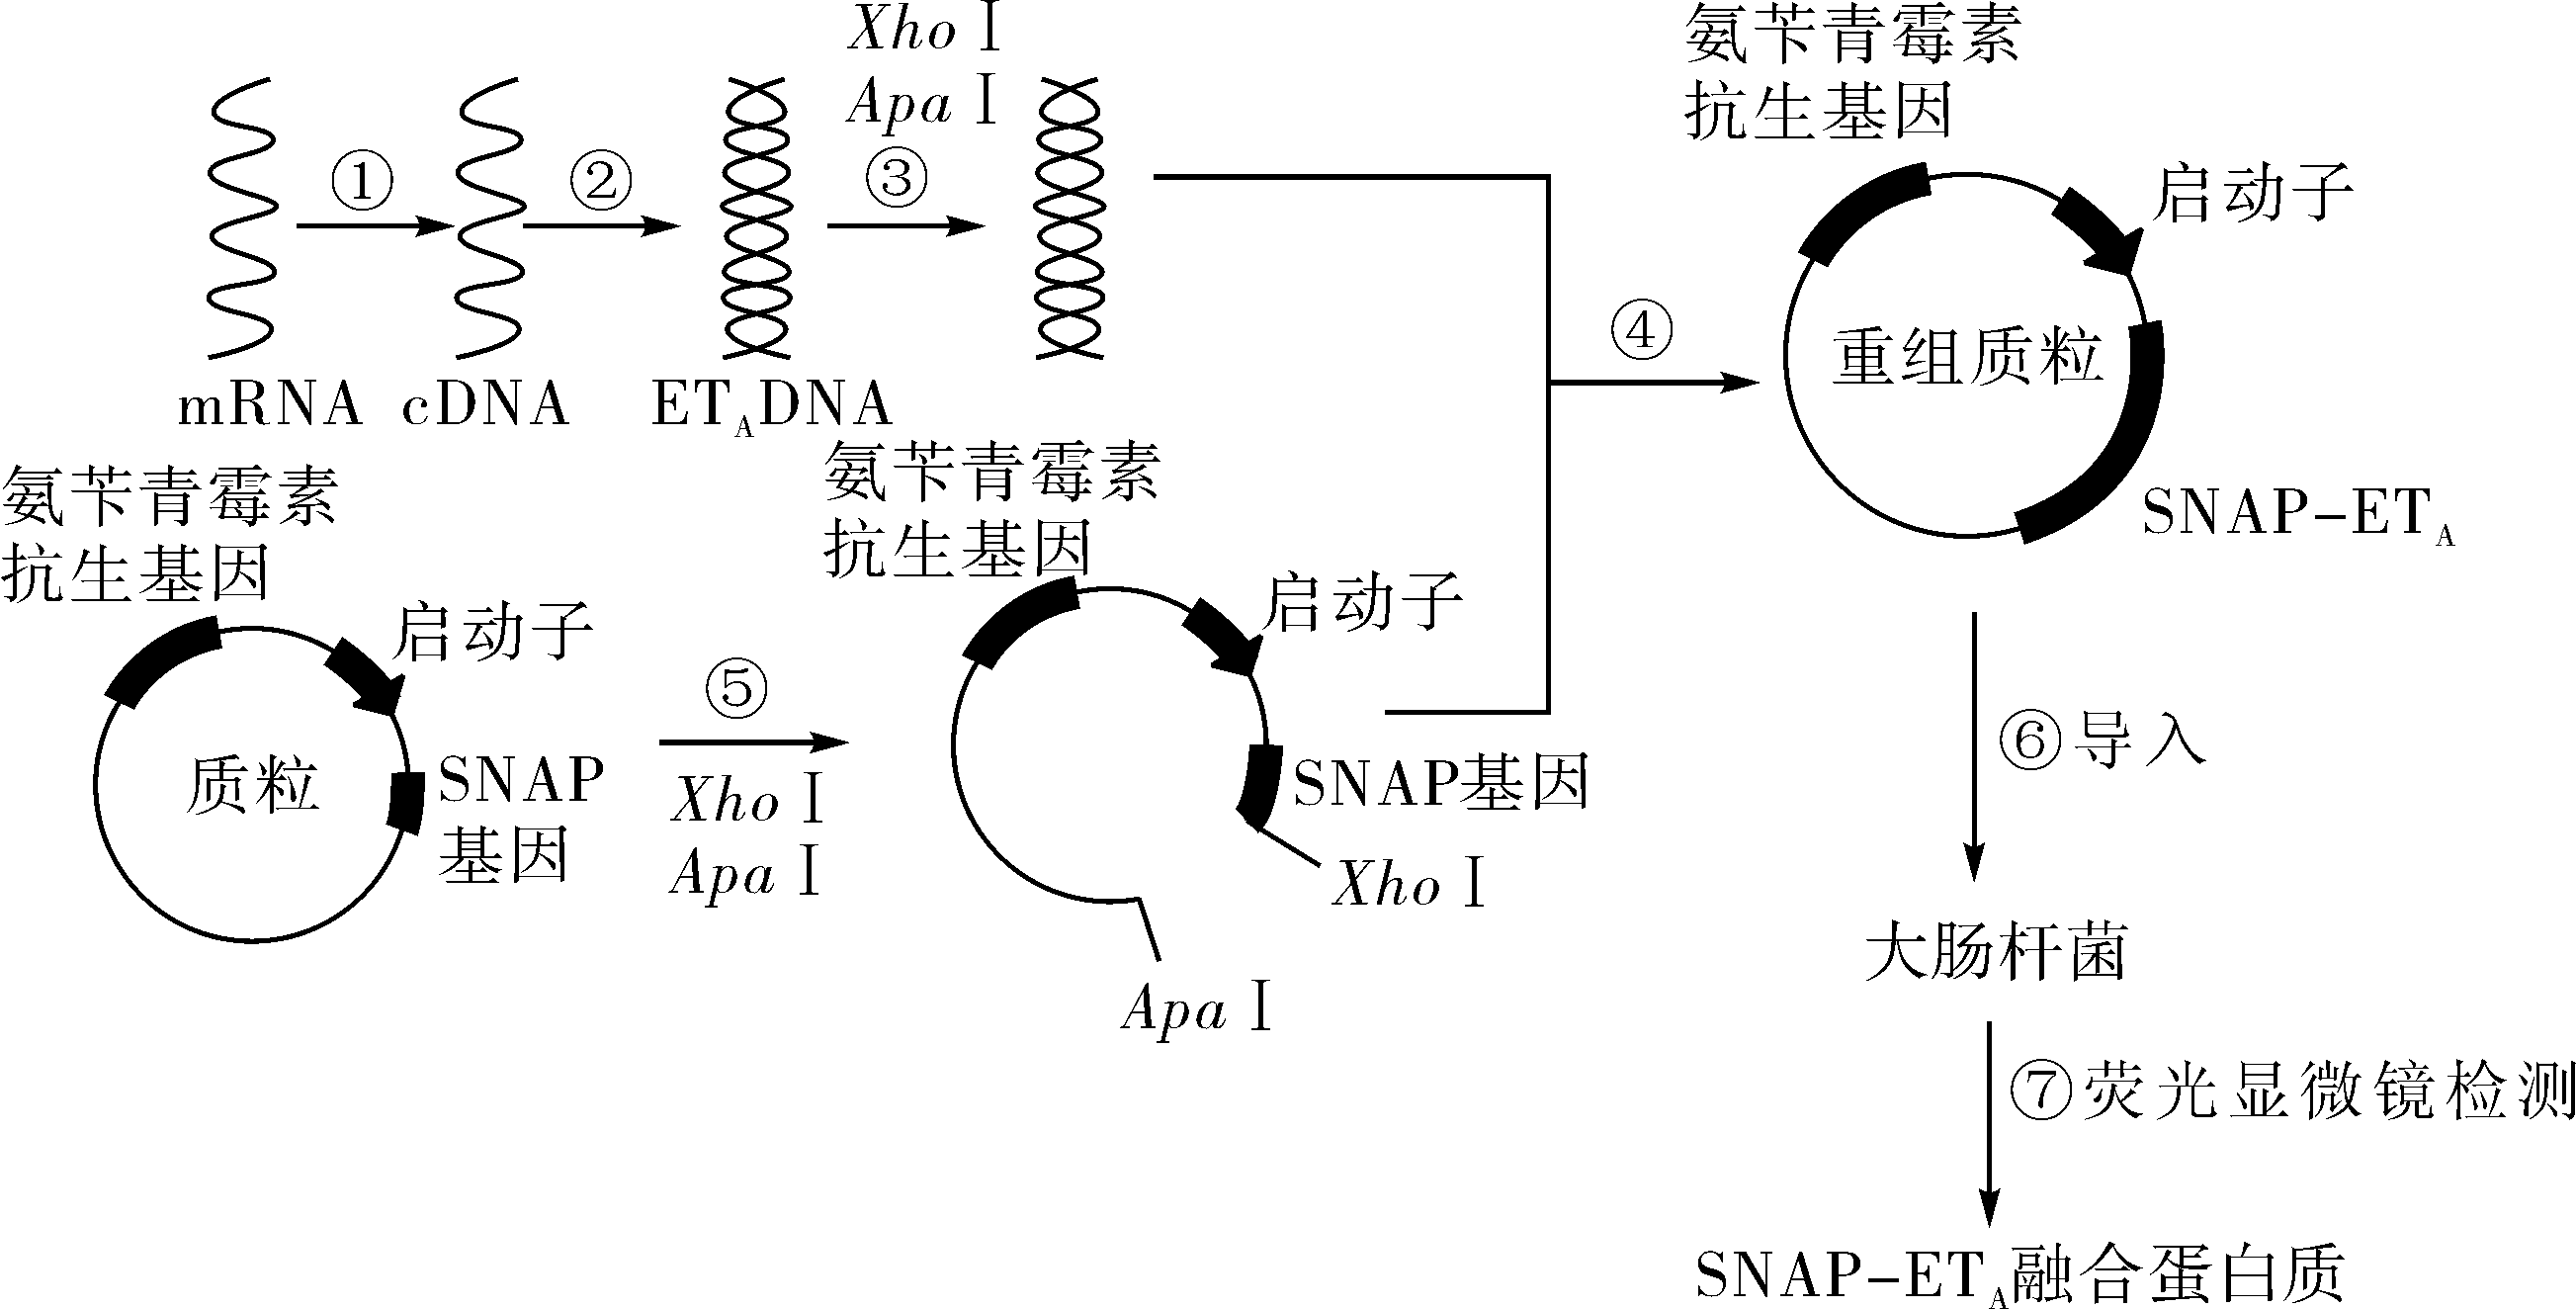 Xho Ⅰ
Apa Ⅰ
氨苄青霉素
抗生基因
①
②
③
启动子
④
重组质粒
mRNA
cDNA
ETADNA
SNAP-ETA
氨苄青霉素
抗生基因
启动子
质粒
SNAP
基因
⑤
Xho Ⅰ
Apa Ⅰ
氨苄青霉素
抗生基因
启动子
SNAP基因
Xho Ⅰ
Apa Ⅰ
⑥导入
大肠杆菌
⑦荧光显微镜检测
SNAP-ETA融合蛋白质